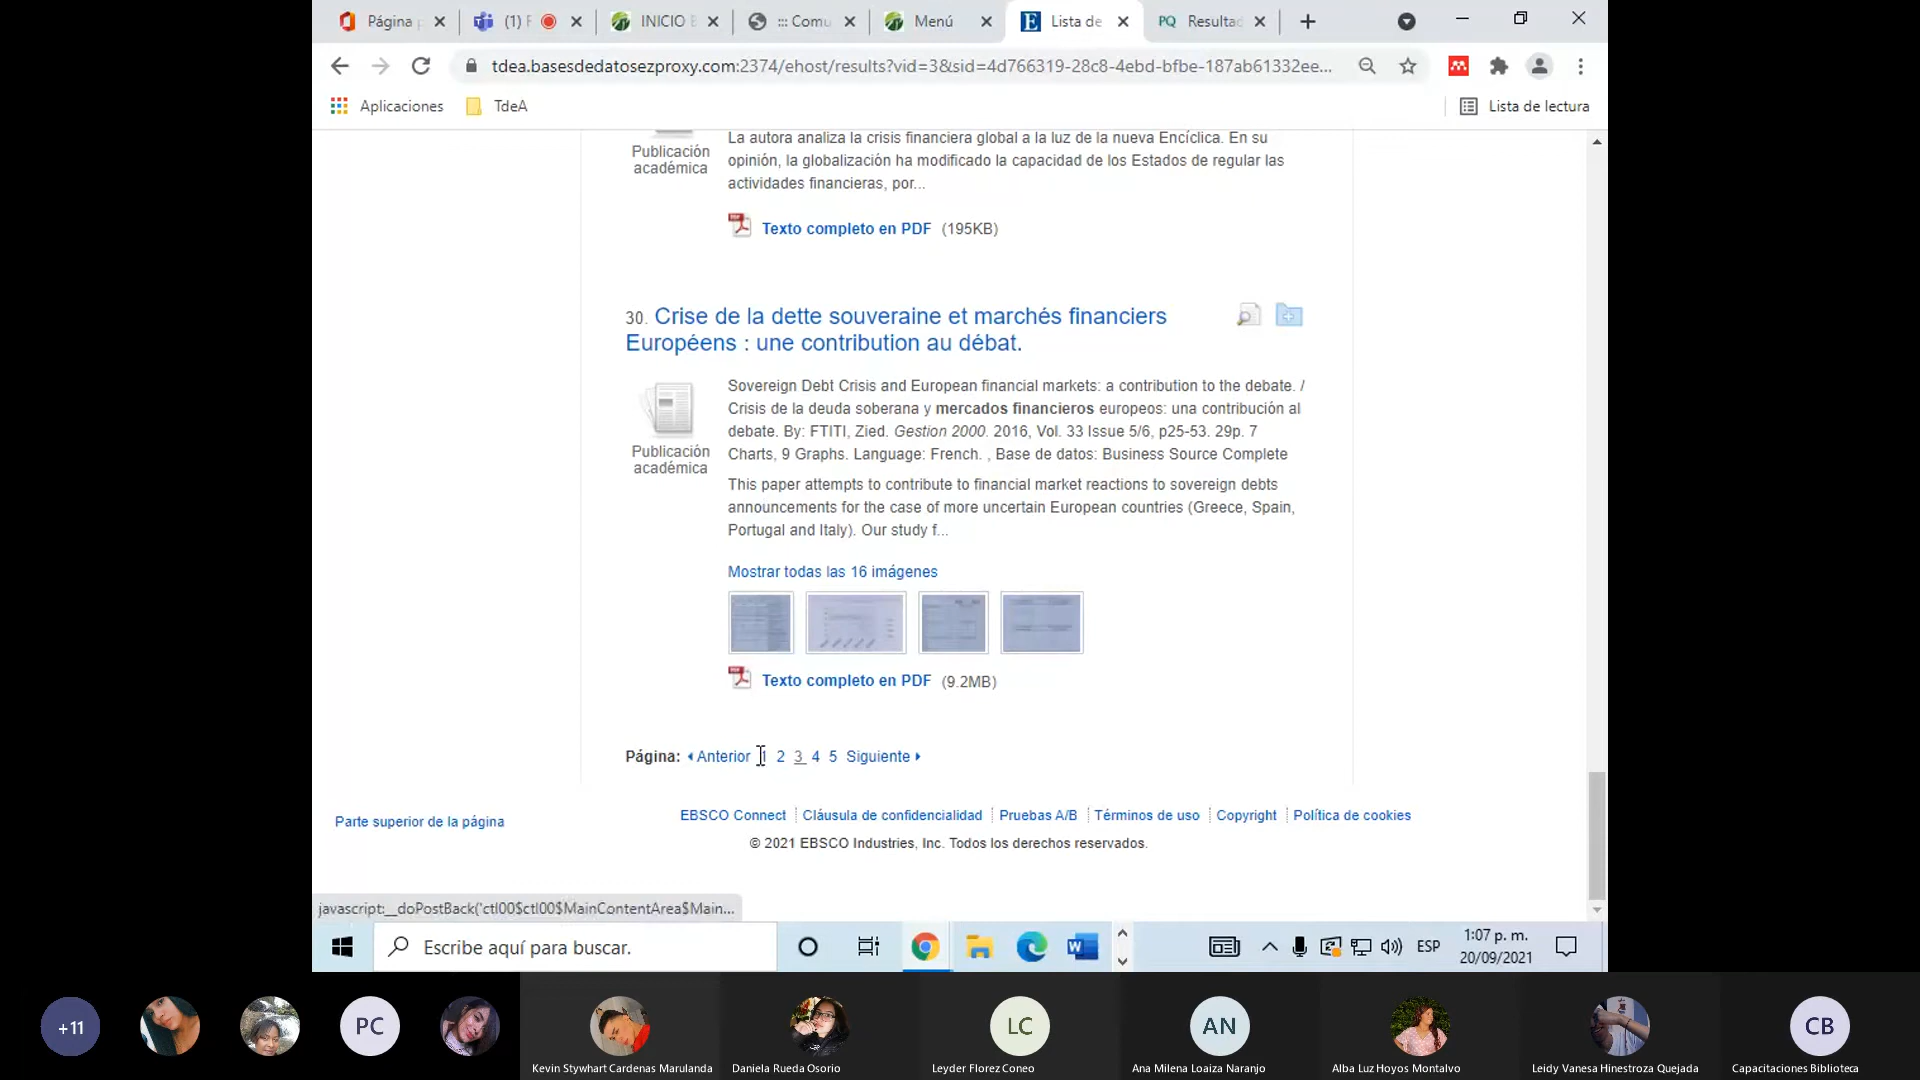 Página p
(1) F
INICIO B
::: Comu
Menú
Lista de
PQ Resultad
tdea.basesdedatosezproxy.com:2374/ehost/results?vid=3&sid=4d766319-28c8-4ebd-bfbe-187ab61332ee...
Aplicaciones
TdeA
Lista de lectura
La autora analiza la crisis financiera global a la luz de la nueva Encíclica. En su
opinión, la globalización ha modificado la capacidad de los Estados de regular las
actividades financieras, por...
Publicación
académica
Texto completo en PDF (195KB)
30. Crise de la dette souveraine et marchés financiers
Européens : une contribution au débat.
Publicación
académica
Sovereign Debt Crisis and European financial markets: a contribution to the debate. /
Crisis de la deuda soberana y mercados financieros europeos: una contribución al
debate. By: FTITI, Zied. Gestion 2000. 2016, Vol. 33 Issue 5/6, p25-53. 29p. 7
Charts, 9 Graphs. Language: French. , Base de datos: Business Source Complete
This paper attempts to contribute to financial market reactions to sovereign debts
announcements for the case of more uncertain European countries (Greece, Spain,
Portugal and Italy). Our study f...
Mostrar todas las 16 imágenes
Texto completo en PDF (9.2MB)
Página: Anterior 1 2 3 4 5 Siguiente
Parte superior de la página
EBSCO Connect Cláusula de confidencialidad Pruebas A/B Términos de uso Copyright Política de cookies
© 2021 EBSCO Industries, Inc. Todos los derechos reservados.
javascript:__doPostBack('ctl00$ctl00$MainContentArea$Main...
Escribe aquí para buscar.
ESP
1:07 p. m.
20/09/2021
+11
PC
LC
AN
CB
Kevin Stywhart Cardenas Marulanda
Daniela Rueda Osorio
Leyder Florez Coneo
Ana Milena Loaiza Naranjo
Alba Luz Hoyos Montalvo
Leidy Vanesa Hinestroza Quejada
Capacitaciones Biblioteca